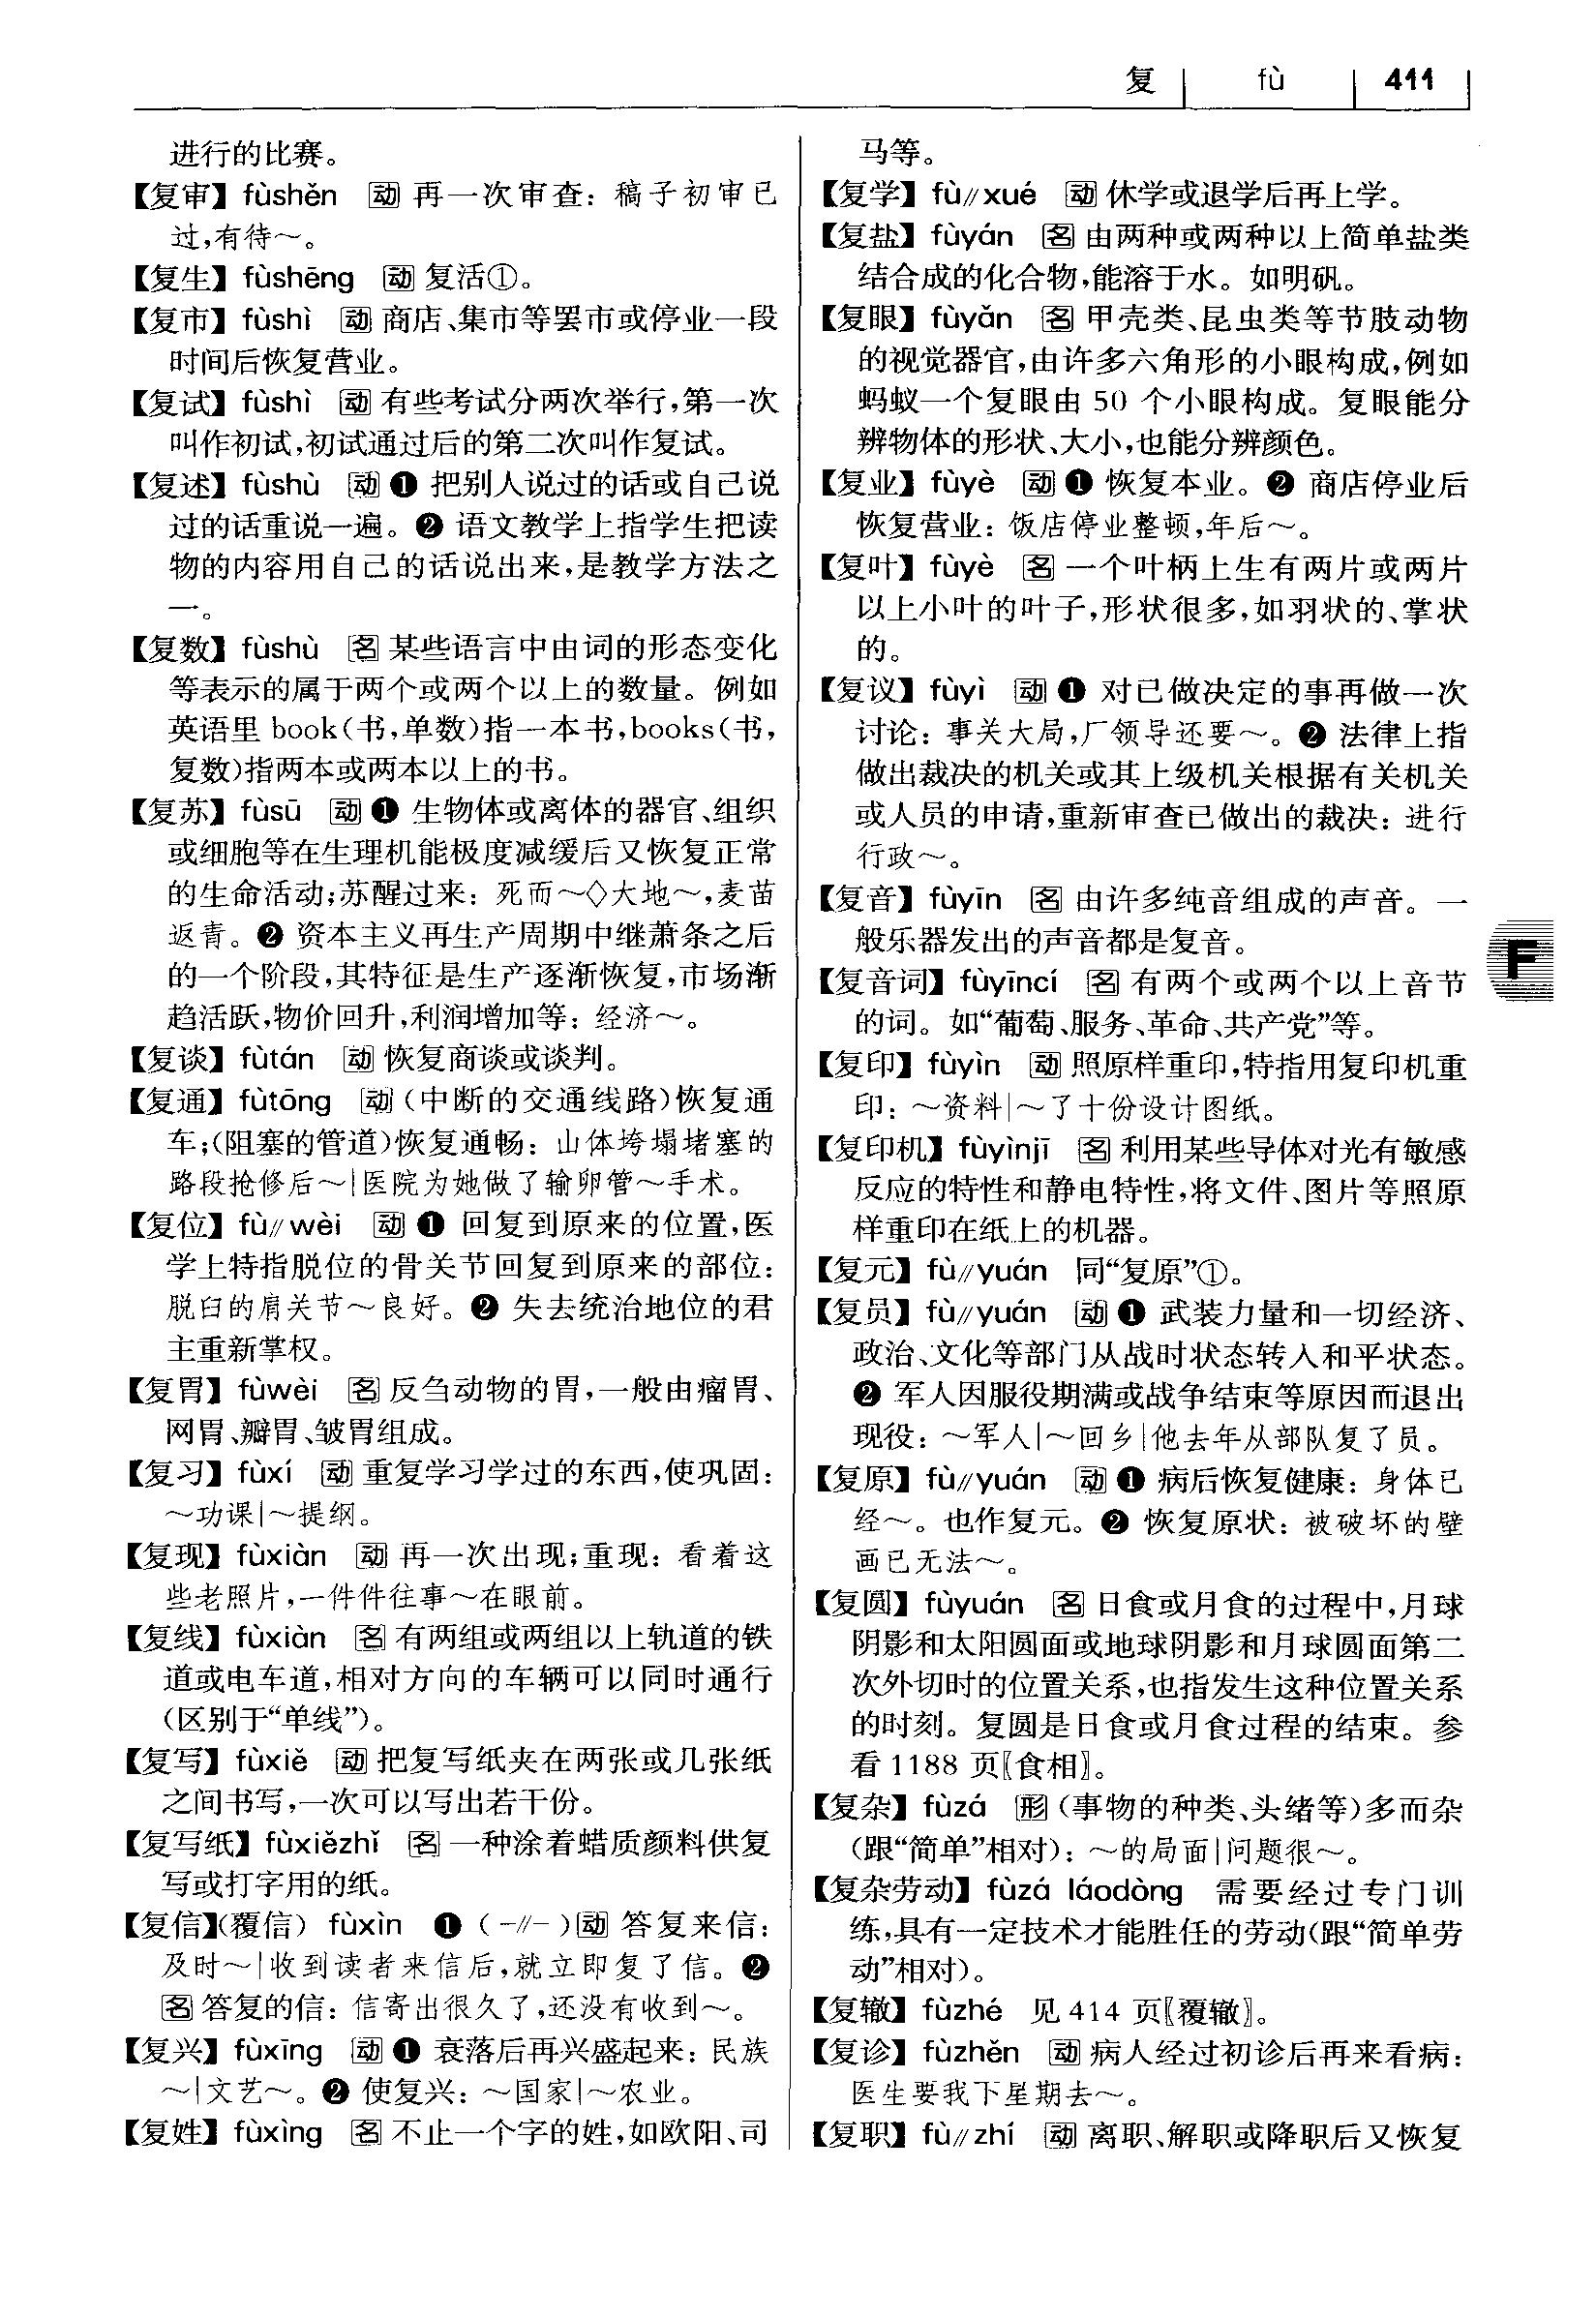 复 fù 411
进行的比赛。
【复审】 fùshěn 动 再一次审查：稿子初审已
过，有待～。
【复生】 fùshēng 动 复活①。
【复市】 fùshì 动 商店、集市等罢市或停业一段
时间后恢复营业。
【复试】 fùshì 动 有些考试分两次举行，第一次
叫作初试，初试通过后的第二次叫作复试。
【复述】 fùshù 动 ❶ 把别人说过的话或自己说
过的话重说一遍。❷ 语文教学上指学生把读
物的内容用自己的话说出来，是教学方法之
一。
【复数】 fùshù 名 某些语言中由词的形态变化
等表示的属于两个或两个以上的数量。例如
英语里 book（书，单数）指一本书，books（书，
复数）指两本或两本以上的书。
【复苏】 fùsū 动 ❶ 生物体或离体的器官、组织
或细胞等在生理机能极度减缓后又恢复正常
的生命活动；苏醒过来：死而～◇大地～，麦苗
返青。❷ 资本主义再生产周期中继萧条之后
的一个阶段，其特征是生产逐渐恢复，市场渐
趋活跃，物价回升，利润增加等：经济～。
【复谈】 fùtán 动 恢复商谈或谈判。
【复通】 fùtōng 动（中断的交通线路）恢复通
车；（阻塞的管道）恢复通畅：山体垮塌堵塞的
路段抢修后～|医院为她做了输卵管～手术。
【复位】 fù//wèi 动 ❶ 回复到原来的位置，医
学上特指脱位的骨关节回复到原来的部位：
脱臼的肩关节～良好。❷ 失去统治地位的君
主重新掌权。
【复胃】 fùwèi 名 反刍动物的胃，一般由瘤胃、
网胃、瓣胃、皱胃组成。
【复习】 fùxí 动 重复学习学过的东西，使巩固：
～功课|～提纲。
【复现】 fùxiàn 动 再一次出现；重现：看着这
些老照片，一件件往事～在眼前。
【复线】 fùxiàn 名 有两组或两组以上轨道的铁
道或电车道，相对方向的车辆可以同时通行
（区别于“单线”）。
【复写】 fùxiě 动 把复写纸夹在两张或几张纸
之间书写，一次可以写出若干份。
【复写纸】 fùxiězhǐ 名 一种涂着蜡质颜料供复
写或打字用的纸。
【复信】（覆信） fùxìn ❶（-//-）动 答复来信：
及时～|收到读者来信后，就立即复了信。❷
名 答复的信：信寄出很久了，还没有收到～。
【复兴】 fùxīng 动 ❶ 衰落后再兴盛起来：民族
～|文艺～。❷ 使复兴：～国家|～农业。
【复姓】 fùxìng 名 不止一个字的姓，如欧阳、司
马等。
【复学】 fù//xué 动 休学或退学后再上学。
【复盐】 fùyán 名 由两种或两种以上简单盐类
结合成的化合物，能溶于水。如明矾。
【复眼】 fùyǎn 名 甲壳类、昆虫类等节肢动物
的视觉器官，由许多六角形的小眼构成，例如
蚂蚁一个复眼由 50 个小眼构成。复眼能分
辨物体的形状、大小，也能分辨颜色。
【复业】 fùyè 动 ❶ 恢复本业。❷ 商店停业后
恢复营业：饭店停业整顿，年后～。
【复叶】 fùyè 名 一个叶柄上生有两片或两片
以上小叶的叶子，形状很多，如羽状的、掌状
的。
【复议】 fùyì 动 ❶ 对已做决定的事再做一次
讨论：事关大局，厂领导还要～。❷ 法律上指
做出裁决的机关或其上级机关根据有关机关
或人员的申请，重新审查已做出的裁决：进行
行政～。
【复音】 fùyīn 名 由许多纯音组成的声音。一
般乐器发出的声音都是复音。
【复音词】 fùyīncí 名 有两个或两个以上音节
的词。如“葡萄、服务、革命、共产党”等。
【复印】 fùyìn 动 照原样重印，特指用复印机重
印：～资料|～了十份设计图纸。
【复印机】 fùyìnjī 名 利用某些导体对光有敏感
反应的特性和静电特性，将文件、图片等照原
样重印在纸上的机器。
【复元】 fù//yuán 同“复原”①。
【复员】 fù//yuán 动 ❶ 武装力量和一切经济、
政治、文化等部门从战时状态转入和平状态。
❷ 军人因服役期满或战争结束等原因而退出
现役：～军人|～回乡|他去年从部队复了员。
【复原】 fù//yuán 动 ❶ 病后恢复健康：身体已
经～。也作复元。❷ 恢复原状：被破坏的壁
画已无法～。
【复圆】 fùyuán 名 日食或月食的过程中，月球
阴影和太阳圆面或地球阴影和月球圆面第二
次外切时的位置关系，也指发生这种位置关系
的时刻。复圆是日食或月食过程的结束。参
看 1188 页〖食相〗。
【复杂】 fùzá 形（事物的种类、头绪等）多而杂
（跟“简单”相对）：～的局面|问题很～。
【复杂劳动】 fùzá láodòng 需要经过专门训
练，具有一定技术才能胜任的劳动（跟“简单劳
动”相对）。
【复辙】 fùzhé 见 414 页〖覆辙〗。
【复诊】 fùzhěn 动 病人经过初诊后再来看病：
医生要我下星期去～。
【复职】 fù//zhí 动 离职、解职或降职后又恢复
F